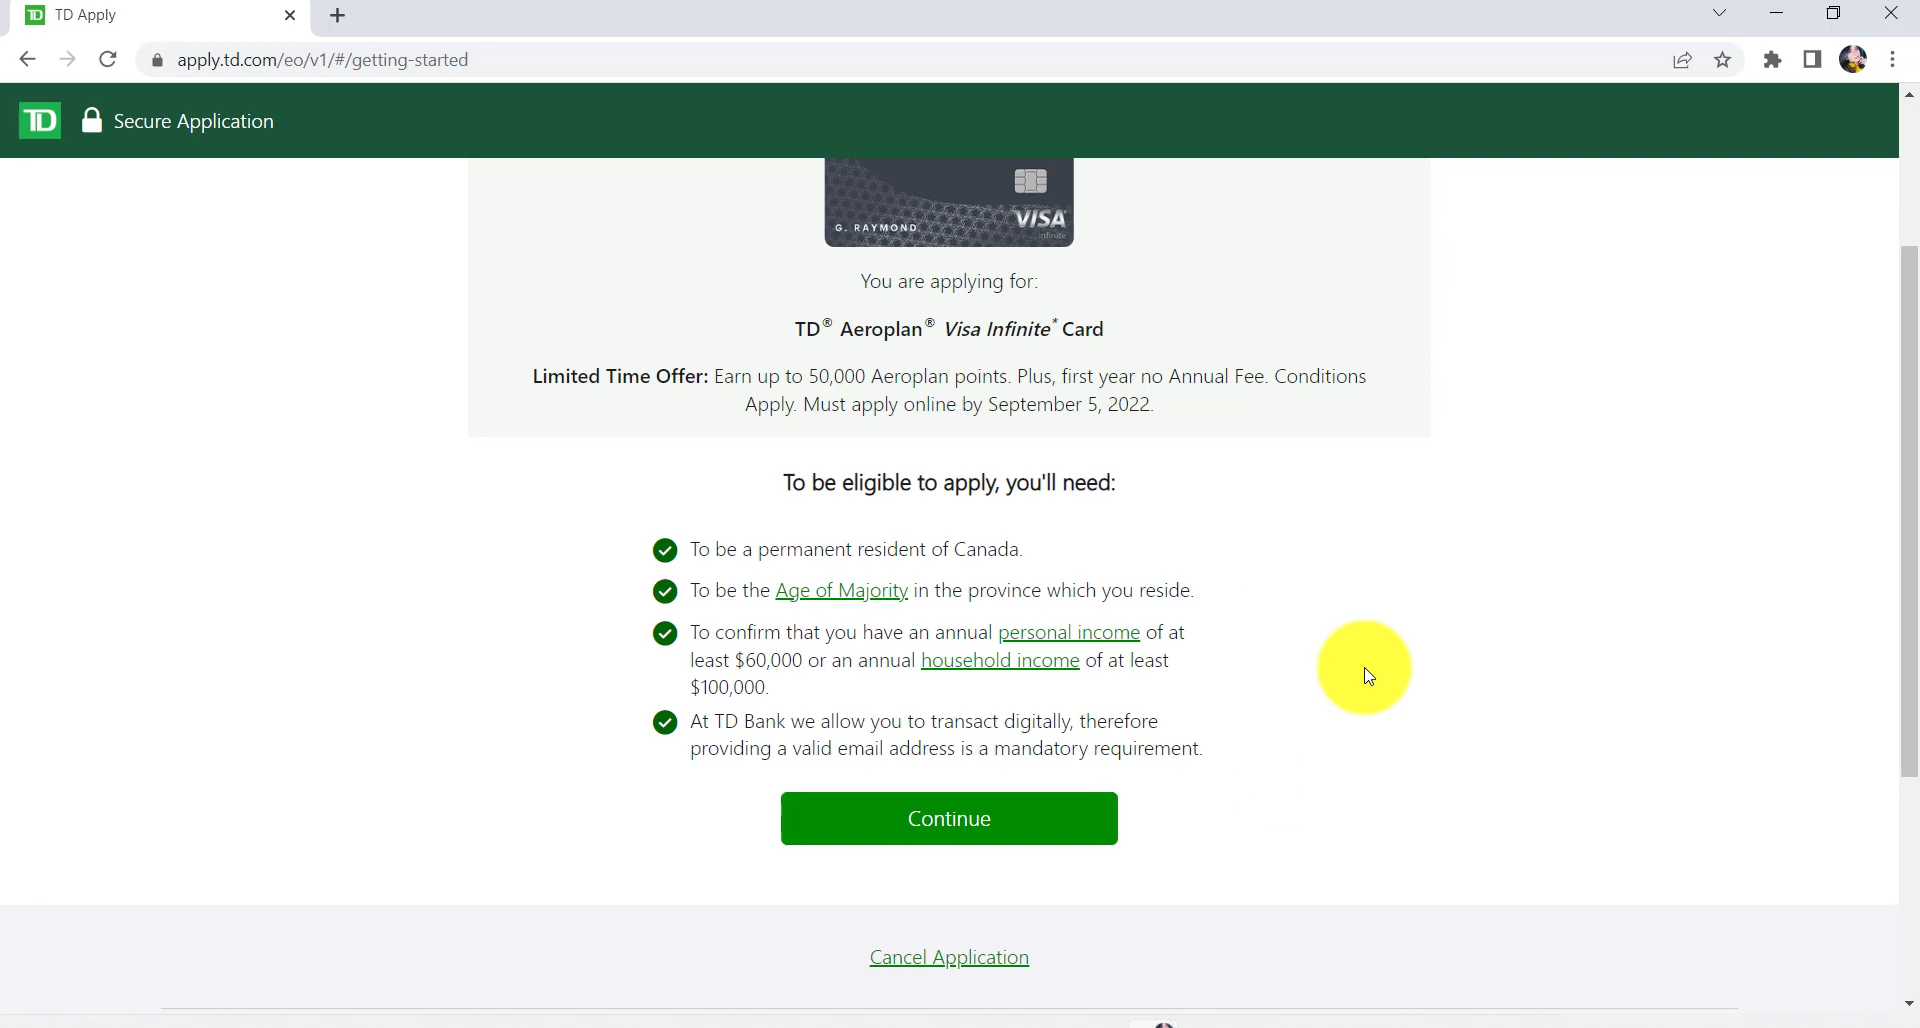 TD TD Apply
apply.td.com/eo/v1/#/getting-started
TD Secure Application
G. RAYMOND VISA
Infinite
You are applying for:
TD® Aeroplan® Visa Infinite* Card
Limited Time Offer: Earn up to 50,000 Aeroplan points. Plus, first year no Annual Fee. Conditions
Apply. Must apply online by September 5, 2022.
To be eligible to apply, you'll need:
To be a permanent resident of Canada.
To be the Age of Majority in the province which you reside.
To confirm that you have an annual personal income of at
least $60,000 or an annual household income of at least
$100,000.
At TD Bank we allow you to transact digitally, therefore
providing a valid email address is a mandatory requirement.
Continue
Cancel Application